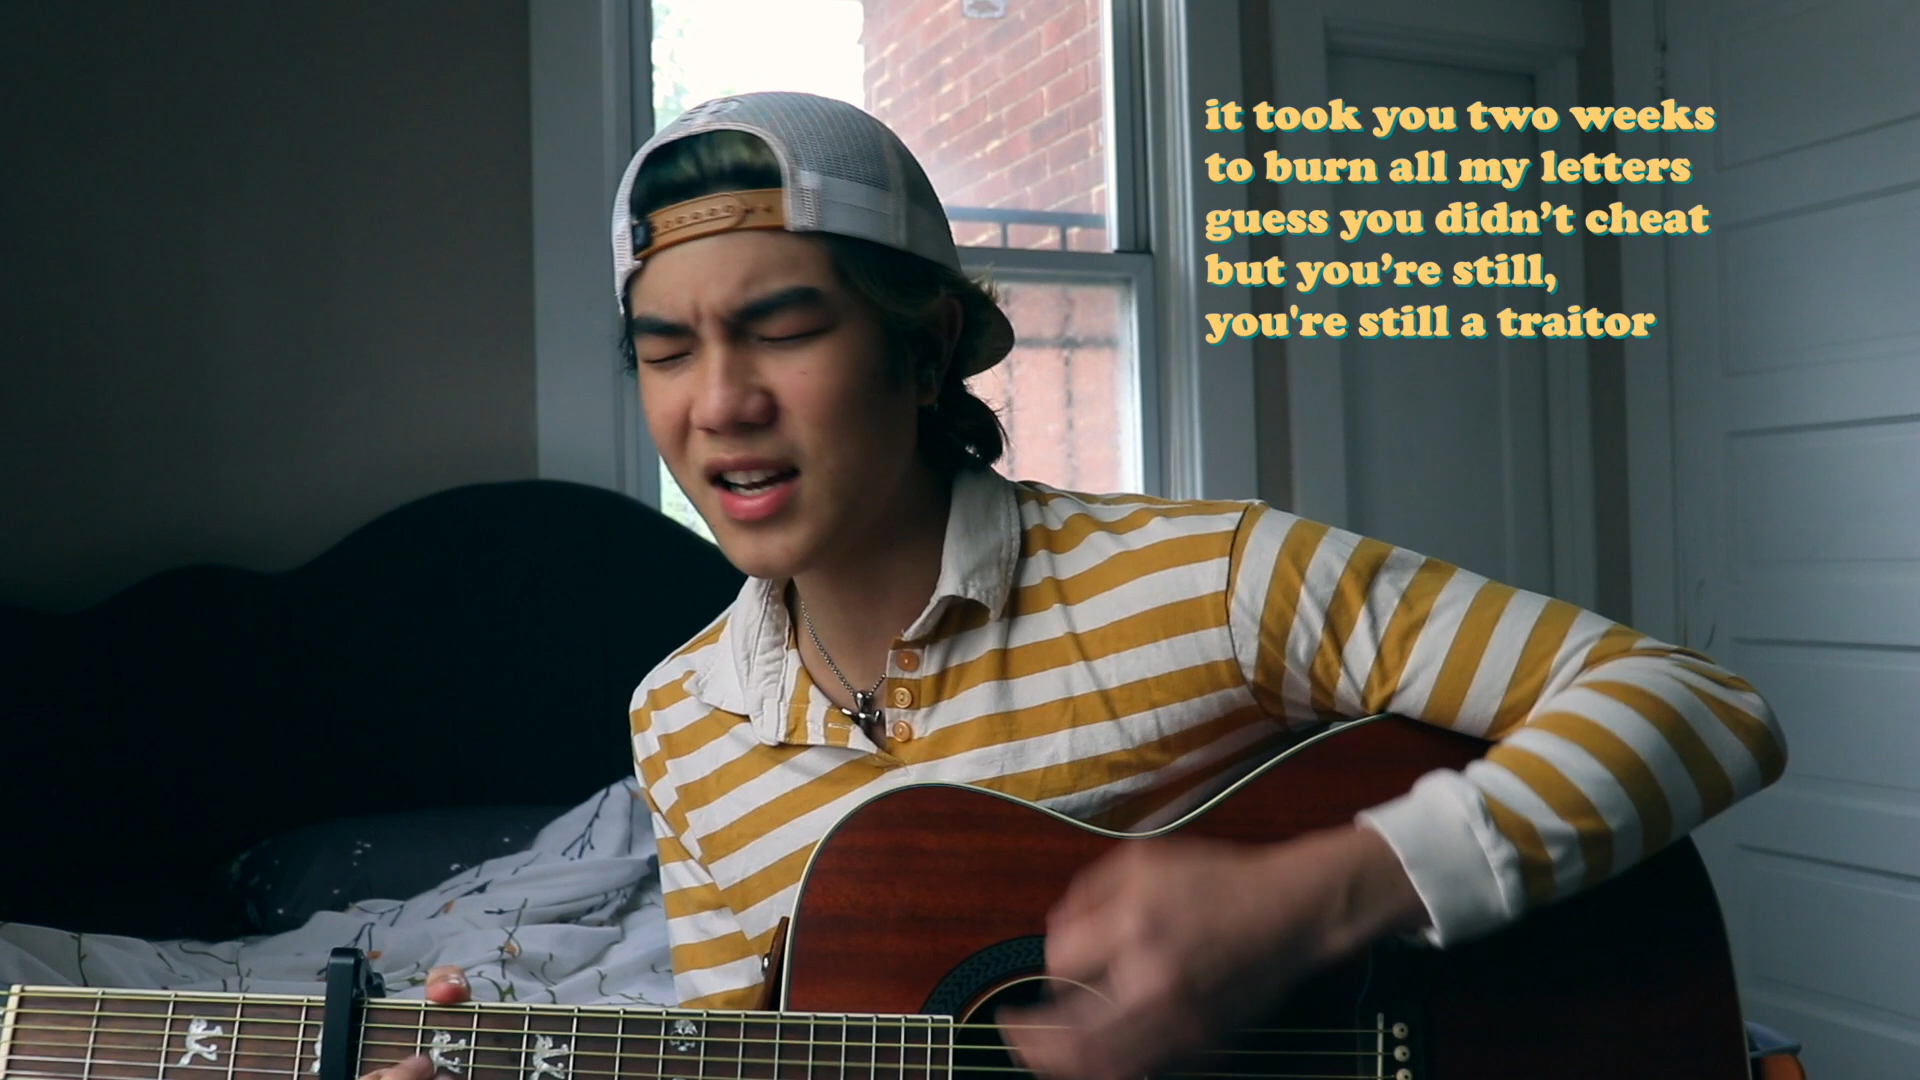 it took you two weeks
to burn all my letters
guess you didn’t cheat
but you’re still,
you're still a traitor